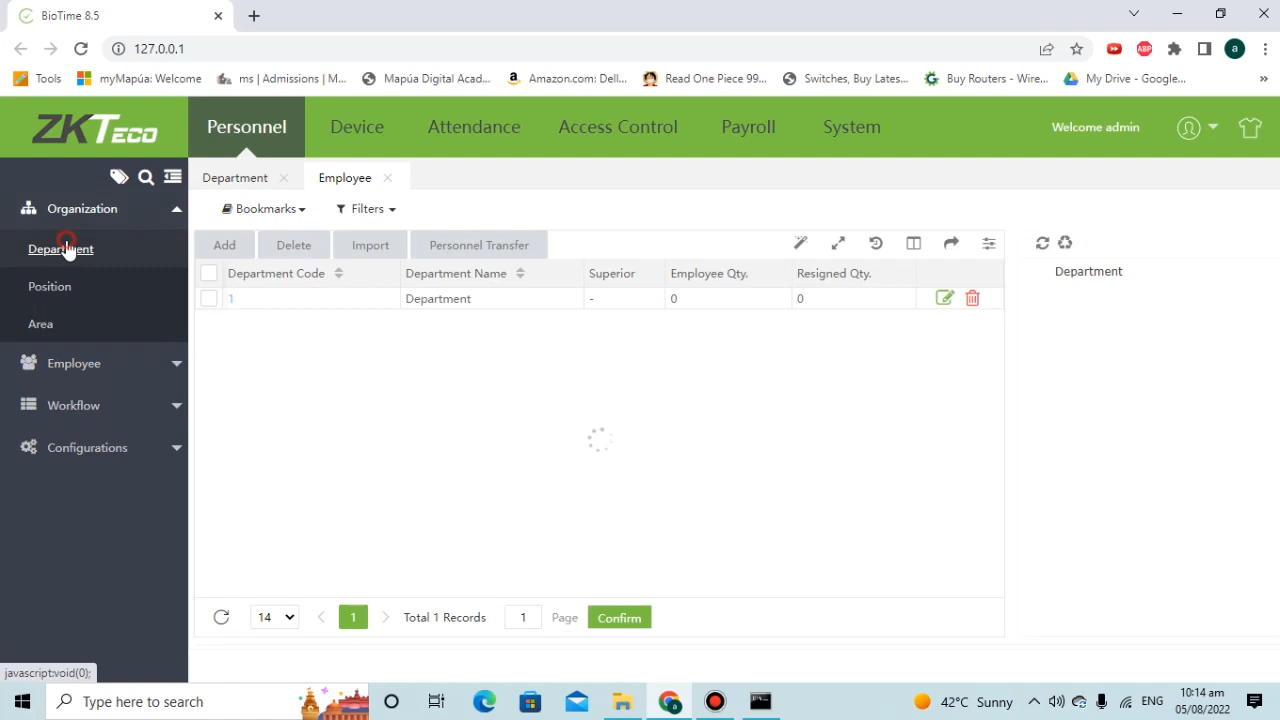 BioTime 8.5
127.0.0.1
Tools
myMapúa: Welcome
ms | Admissions | M...
Mapúa Digital Acad...
Amazon.com: Dell...
Read One Piece 99...
Switches, Buy Lates...
Buy Routers - Wire...
My Drive - Google...
»
ABP
a
ZKTeco
Personnel
Device
Attendance
Access Control
Payroll
System
Welcome admin
Department
Employee
Organization
Bookmarks
Filters
Department
Add
Delete
Import
Personnel Transfer
Department Code
Department Name
Superior
Employee Qty.
Resigned Qty.
Department
1
Department
-
0
0
Position
Area
Employee
Workflow
Configurations
14
1
Total 1 Records
1
Page
Confirm
javascript:void(0);
Type here to search
42°C Sunny
ENG
10:14 am
05/08/2022